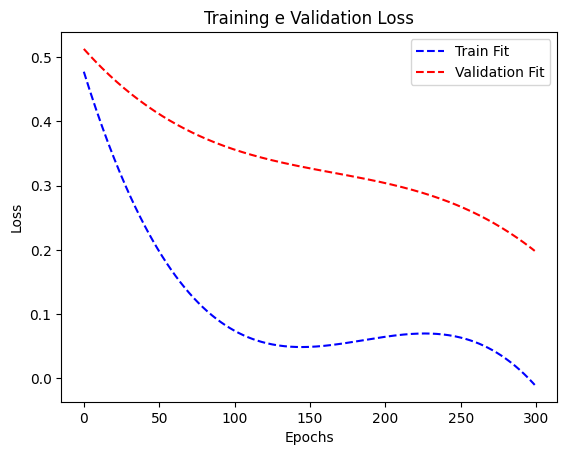 Training e Validation Loss
Train Fit
Validation Fit
Loss
0.5
0.4
0.3
0.2
0.1
0.0
0 50 100 150 200 250 300
Epochs